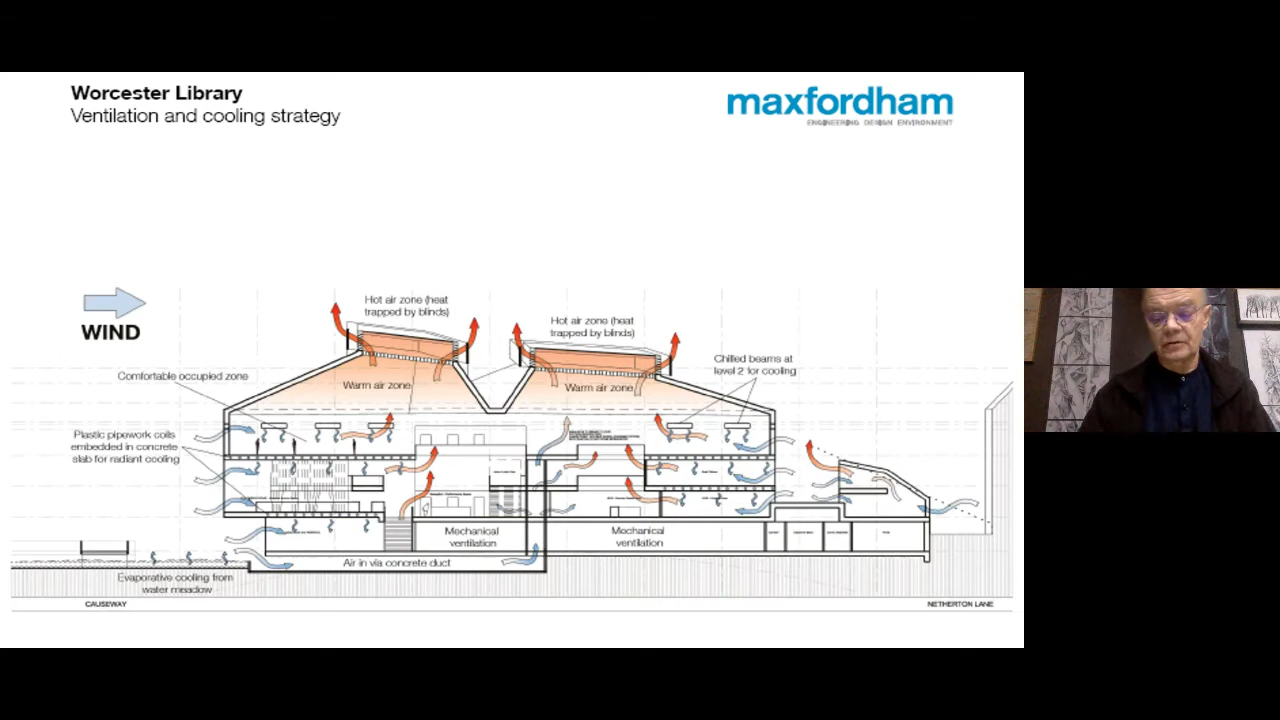 Worcester Library
Ventilation and cooling strategy
maxfordham
ENGINEERING DESIGN ENVIRONMENT
WIND
Hot air zone (heat
trapped by blinds)
Hot air zone (heat
trapped by blinds)
Chilled beams at
level 2 for cooling
Comfortable occupied zone
Warm air zone
Warm air zone
Plastic pipework coils
embedded in concrete
slab for radiant cooling
Mechanical
ventilation
Mechanical
ventilation
Air in via concrete duct
Evaporative cooling from
water meadow
CAUSEWAY
NETHERTON LANE